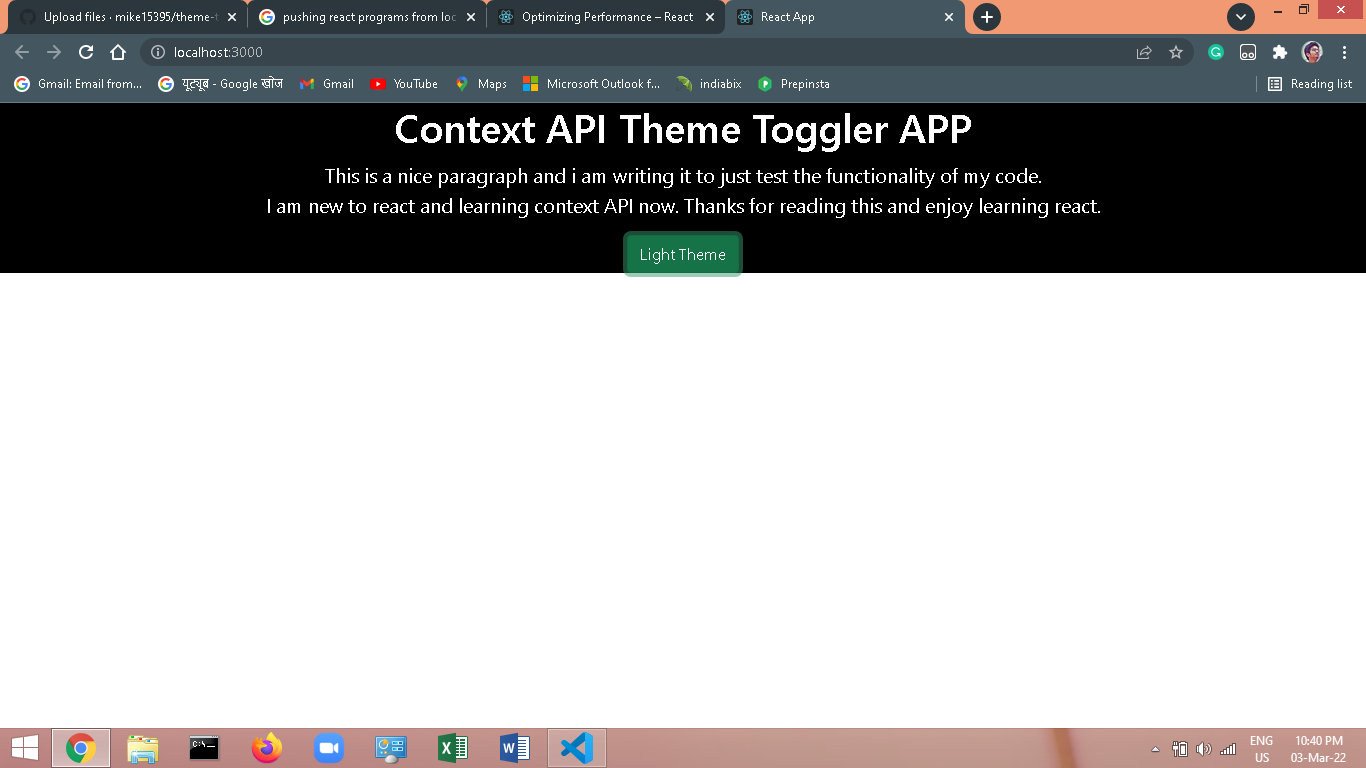 Upload files · mike15395/theme-t
pushing react programs from loc
Optimizing Performance – React
React App
localhost:3000
Gmail: Email from...
यूट्यूब - Google खोज
Gmail
YouTube
Maps
Microsoft Outlook f...
indiabix
Prepinsta
Reading list
Context API Theme Toggler APP
This is a nice paragraph and i am writing it to just test the functionality of my code.
I am new to react and learning context API now. Thanks for reading this and enjoy learning react.
Light Theme
ENG
US
10:40 PM
03-Mar-22